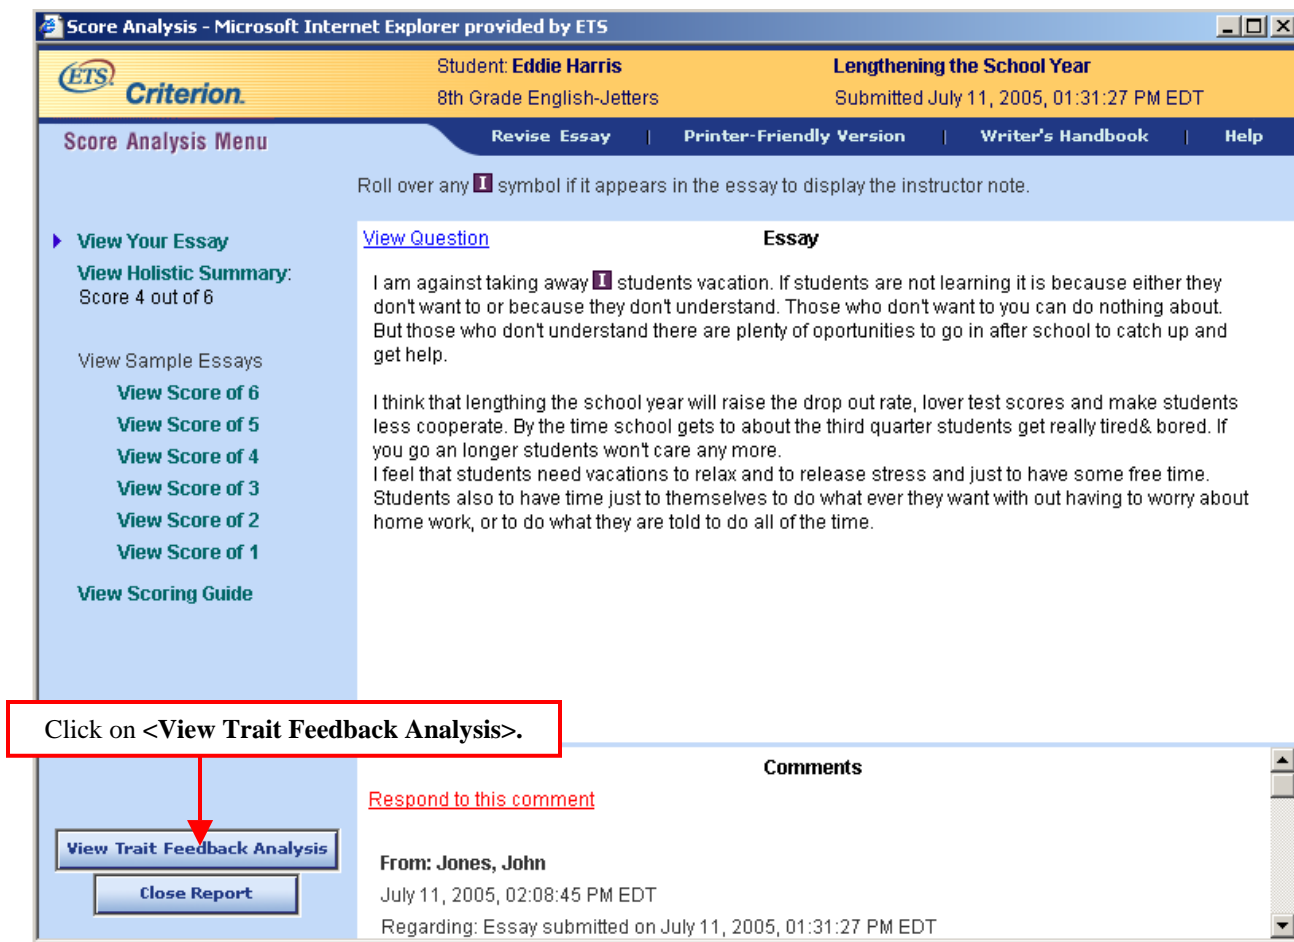 Score Analysis - Microsoft Internet Explorer provided by ETS
ETS Criterion.
Student: Eddie Harris
8th Grade English-Jetters
Lengthening the School Year
Submitted July 11, 2005, 01:31:27 PM EDT
Score Analysis Menu
Revise Essay | Printer-Friendly Version | Writer's Handbook | Help
Roll over any I symbol if it appears in the essay to display the instructor note.
View Your Essay
View Holistic Summary:
Score 4 out of 6
View Sample Essays
View Score of 6
View Score of 5
View Score of 4
View Score of 3
View Score of 2
View Score of 1
View Scoring Guide
View Question
Essay
I am against taking away I students vacation. If students are not learning it is because either they
don't want to or because they don't understand. Those who don't want to you can do nothing about.
But those who don't understand there are plenty of oportunities to go in after school to catch up and
get help.
I think that lengthing the school year will raise the drop out rate, lover test scores and make students
less cooperate. By the time school gets to about the third quarter students get really tired& bored. If
you go an longer students won't care any more.
I feel that students need vacations to relax and to release stress and just to have some free time.
Students also to have time just to themselves to do what ever they want with out having to worry about
home work, or to do what they are told to do all of the time.
Click on <View Trait Feedback Analysis>.
View Trait Feedback Analysis
Close Report
Comments
Respond to this comment
From: Jones, John
July 11, 2005, 02:08:45 PM EDT
Regarding: Essay submitted on July 11, 2005, 01:31:27 PM EDT